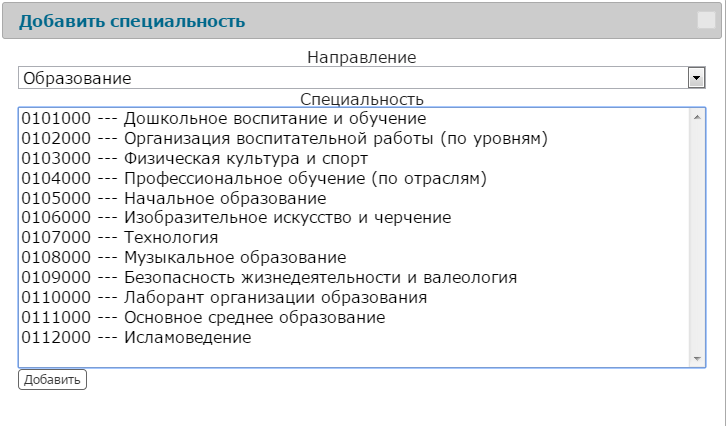 Добавить специальность
Направление
Образование
Специальность
0101000 --- Дошкольное воспитание и обучение
0102000 --- Организация воспитательной работы (по уровням)
0103000 --- Физическая культура и спорт
0104000 --- Профессиональное обучение (по отраслям)
0105000 --- Начальное образование
0106000 --- Изобразительное искусство и черчение
0107000 --- Технология
0108000 --- Музыкальное образование
0109000 --- Безопасность жизнедеятельности и валеология
0110000 --- Лаборант организации образования
0111000 --- Основное среднее образование
0112000 --- Исламоведение
Добавить